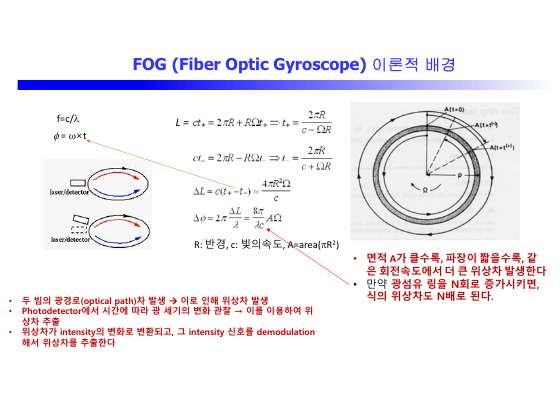 FOG (Fiber Optic Gyroscope) 이론적 배경
f=c/λ
ϕ = ω×t
L = ct₊ = 2πR + RΩt₊ ⇒ t₊ = 2πR / (c − ΩR)
ct₋ = 2πR − RΩt₋ ⇒ t₋ = 2πR / (c + ΩR)
ΔL = c(t₊ − t₋) ≈ 4πR²Ω / c
Δϕ = 2π ΔL/λ = 8π/λc AΩ
R: 반경, c: 빛의속도, A=area(πR²)
laser/detector
laser/detector
A(t=0)
A(t=t⁽⁻⁾)
A(t=t⁽⁺⁾)
Ω
• 면적 A가 클수록, 파장이 짧을수록, 같
은 회전속도에서 더 큰 위상차 발생한다
• 만약 광섬유 링을 N회로 증가시키면,
식의 위상차도 N배로 된다.
• 두 빔의 광경로(optical path)차 발생 → 이로 인해 위상차 발생
• Photodetector에서 시간에 따라 광 세기의 변화 관찰 → 이를 이용하여 위
상차 추출
• 위상차가 intensity의 변화로 변환되고, 그 intensity 신호를 demodulation
해서 위상차를 추출한다